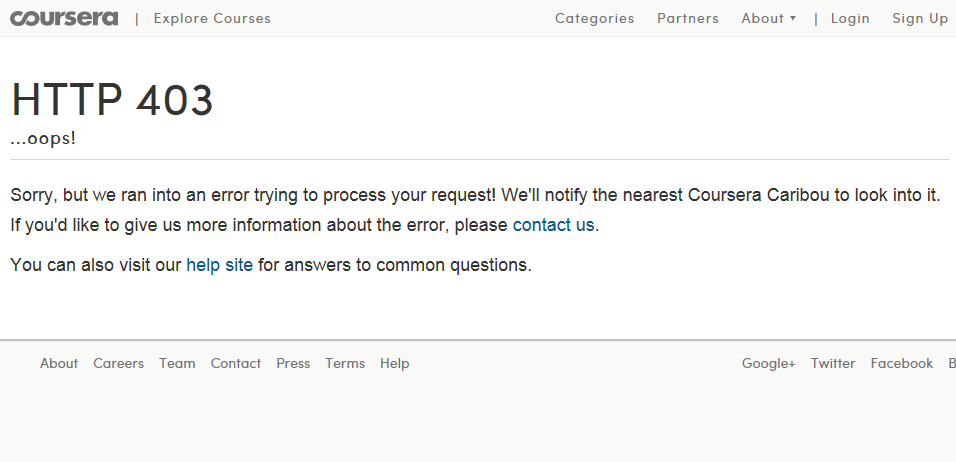 coursera | Explore Courses Categories Partners About ▾ | Login Sign Up
HTTP 403
...oops!
Sorry, but we ran into an error trying to process your request! We'll notify the nearest Coursera Caribou to look into it.
If you'd like to give us more information about the error, please contact us.
You can also visit our help site for answers to common questions.
About Careers Team Contact Press Terms Help Google+ Twitter Facebook